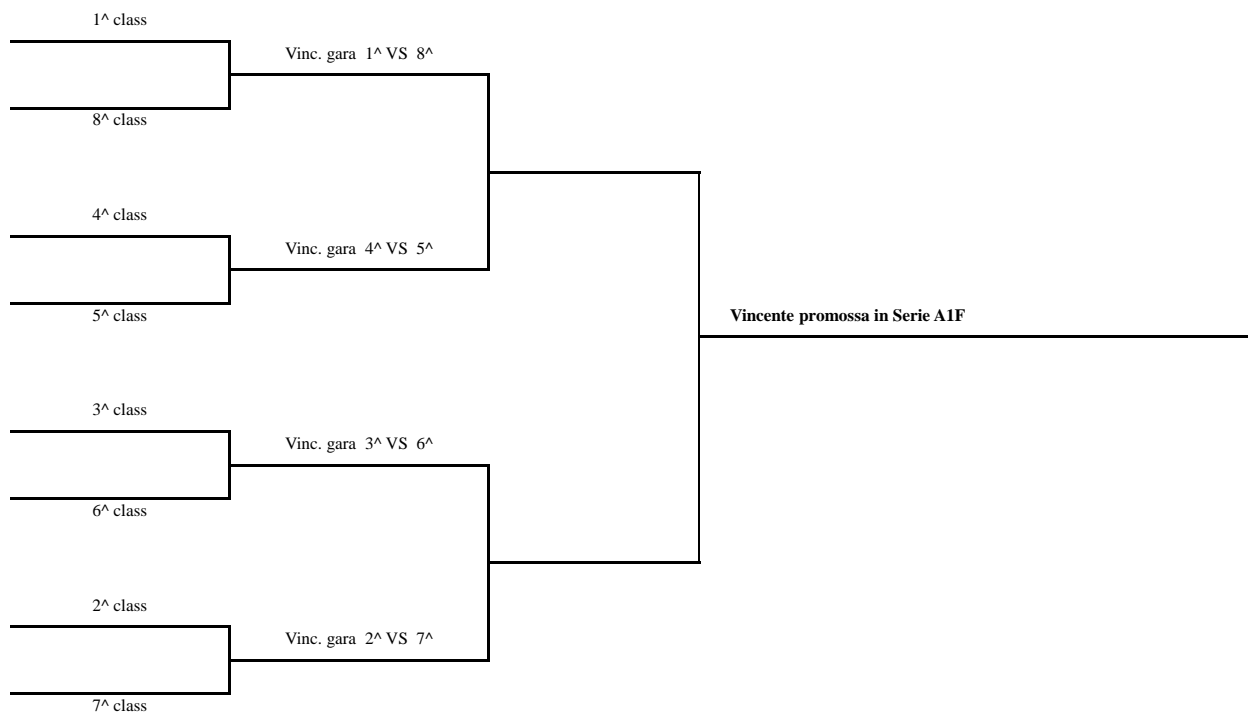 1^ class
Vinc. gara 1^ VS 8^
8^ class
4^ class
Vinc. gara 4^ VS 5^
5^ class
Vincente promossa in Serie A1F
3^ class
Vinc. gara 3^ VS 6^
6^ class
2^ class
Vinc. gara 2^ VS 7^
7^ class